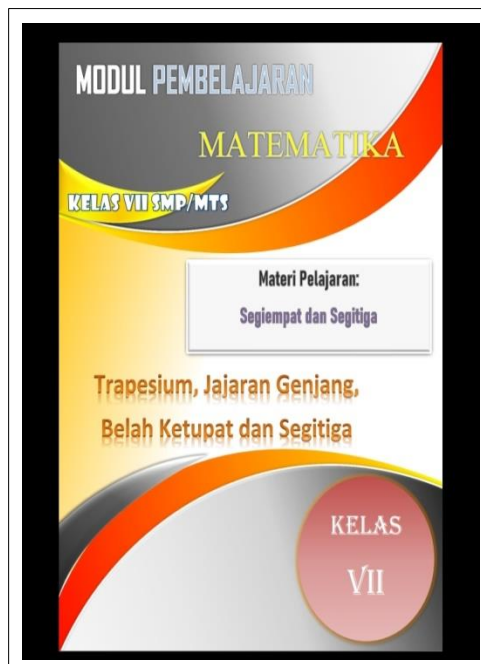 MODUL PEMBELAJARAN
MATEMATIKA
KELAS VII SMP/MTS
Materi Pelajaran:
Segiempat dan Segitiga
Trapesium, Jajaran Genjang,
Belah Ketupat dan Segitiga
KELAS
VII